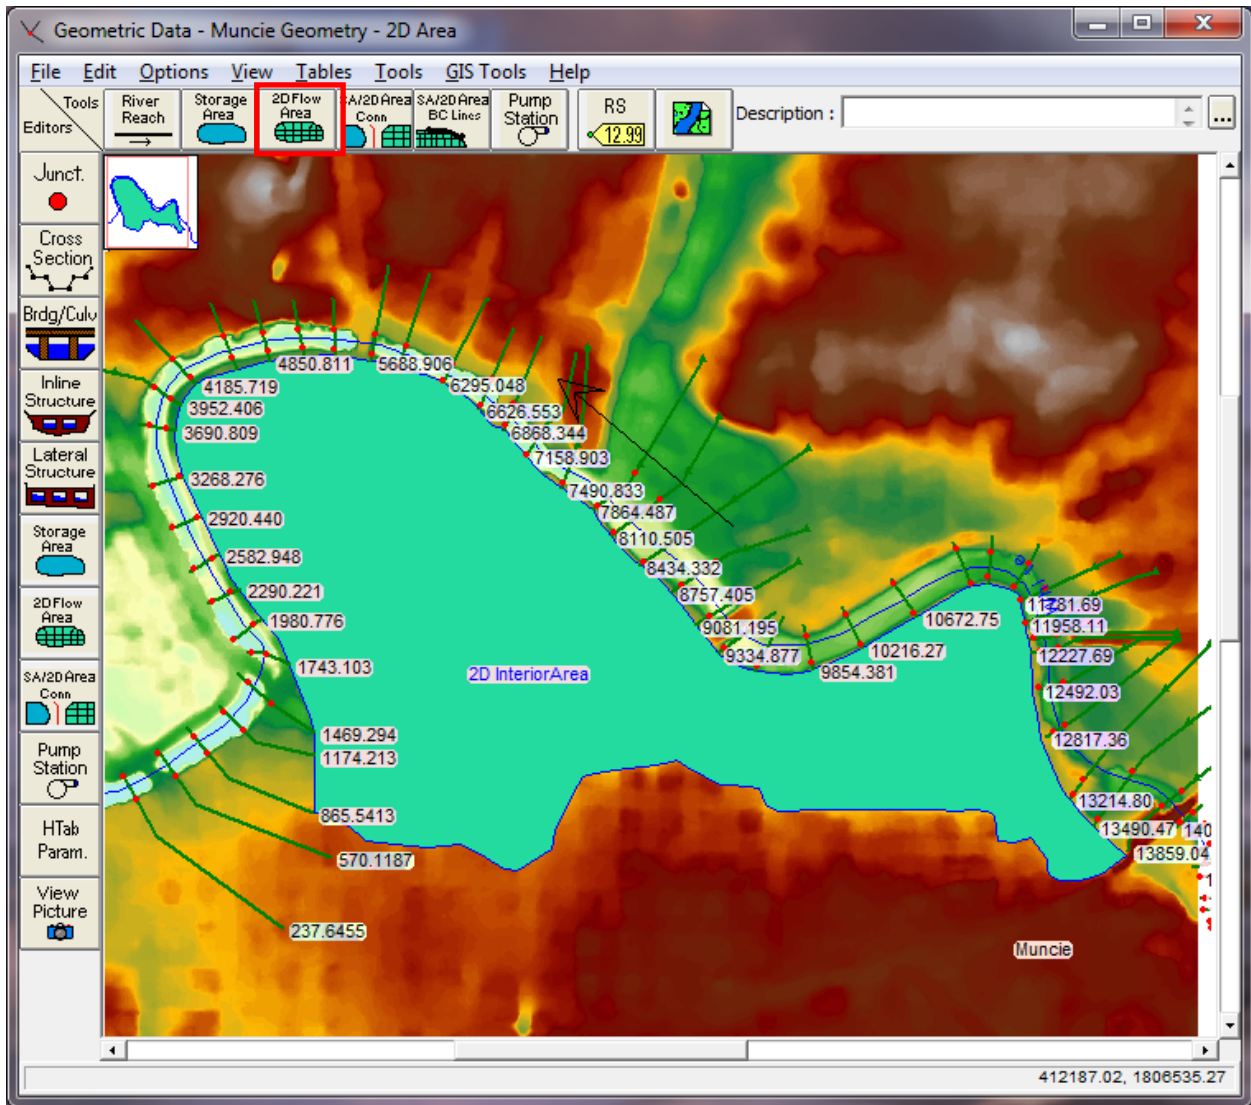 Geometric Data - Muncie Geometry - 2D Area
File Edit Options View Tables Tools GIS Tools Help
Tools
Editors
River
Reach
Storage
Area
2D Flow
Area
SA/2D Area
Conn
SA/2D Area
BC Lines
Pump
Station
RS
12.99
Description :
...
Junct.
Cross
Section
Brdg/Culv
Inline
Structure
Lateral
Structure
Storage
Area
2D Flow
Area
SA/2D Area
Conn
Pump
Station
HTab
Param.
View
Picture
4850.811
5688.906
4185.719
6295.048
3952.406
6626.553
3690.809
6868.344
7158.903
3268.276
7490.833
7864.487
2920.440
8110.505
2582.948
8434.332
2290.221
8757.405
1980.776
9081.195
10672.75
11781.69
11958.11
1743.103
9334.877
10216.27
12227.69
2D InteriorArea
9854.381
12492.03
1469.294
12817.36
1174.213
865.5413
13214.80
13490.47
140
570.1187
13859.04
237.6455
Muncie
412187.02, 1806535.27